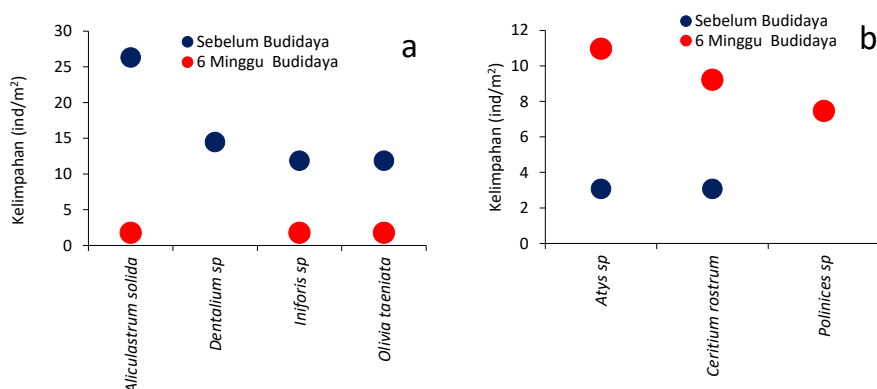 a
Sebelum Budidaya
6 Minggu Budidaya
Kelimpahan (ind/m²)
30
25
20
15
10
5
0
Aliculastrum solida
Dentalium sp
Iniforis sp
Olivia taeniata
b
Sebelum Budidaya
6 Minggu Budidaya
Kelimpahan (ind/m²)
12
10
8
6
4
2
0
Atys sp
Ceritium rostrum
Polinices sp